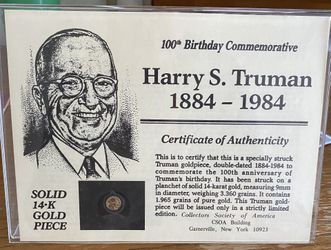 100th Birthday Commemorative
Harry S. Truman
1884 – 1984
Certificate of Authenticity
This is to certify that this is a specially struck
Truman goldpiece, double-dated 1884-1984 to
commemorate the 100th anniversary of
Truman's birthday. It has been struck on a
planchet of solid 14-karat gold, measuring 9mm
in diameter, weighing 3.360 grains. It contains
1.965 grains of pure gold. This Truman gold-
piece will be issued only in a strictly limited
edition.
Collectors Society of America
CSOA Building
Garnerville, New York 10923
SOLID
14·K
GOLD
PIECE